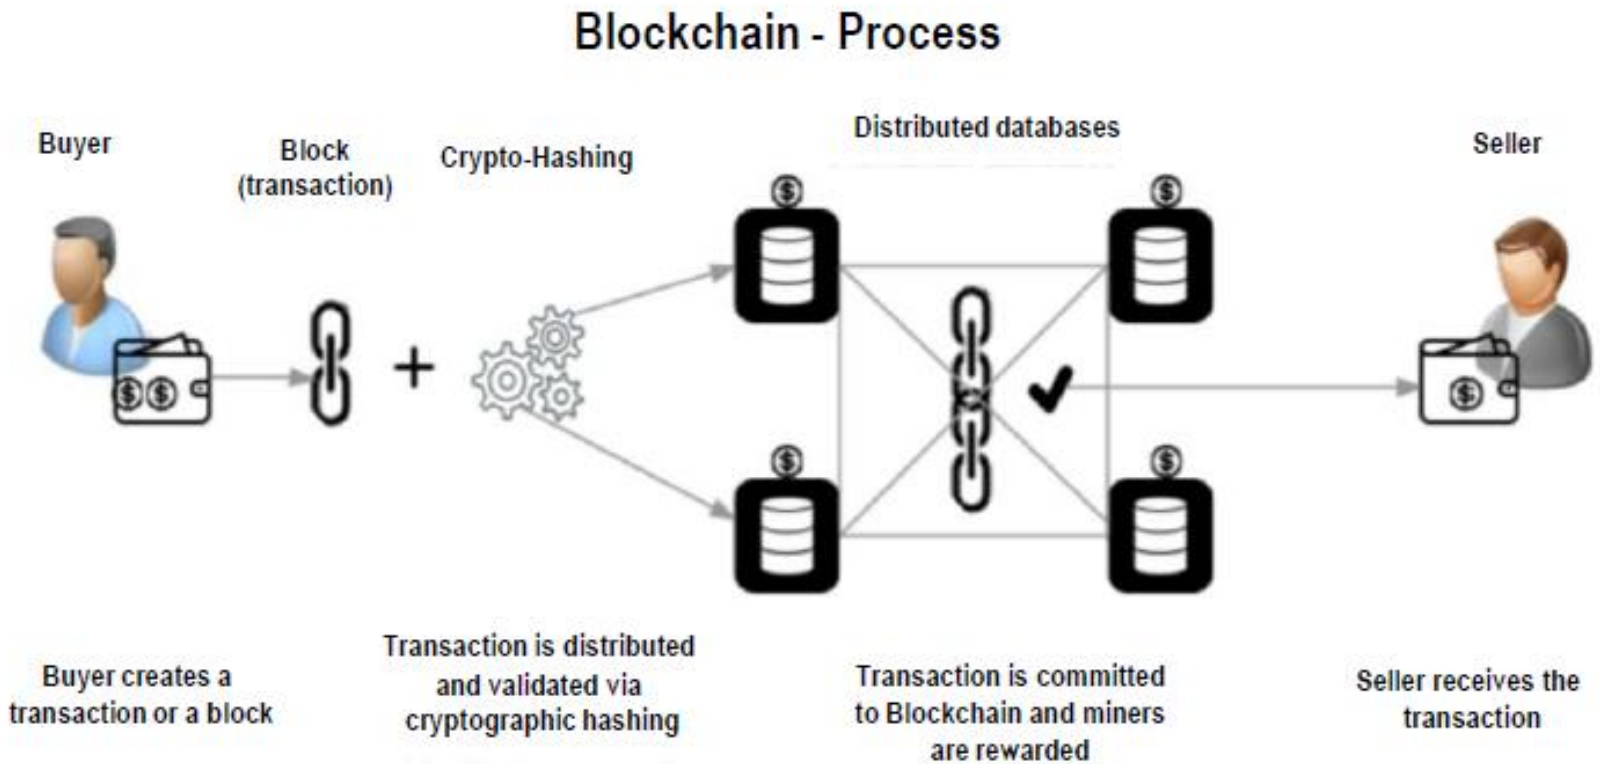 Blockchain - Process
Buyer
Block
(transaction)
Crypto-Hashing
Distributed databases
Seller
$
$
$
$
$ $
$
Buyer creates a
transaction or a block
Transaction is distributed
and validated via
cryptographic hashing
Transaction is committed
to Blockchain and miners
are rewarded
Seller receives the
transaction